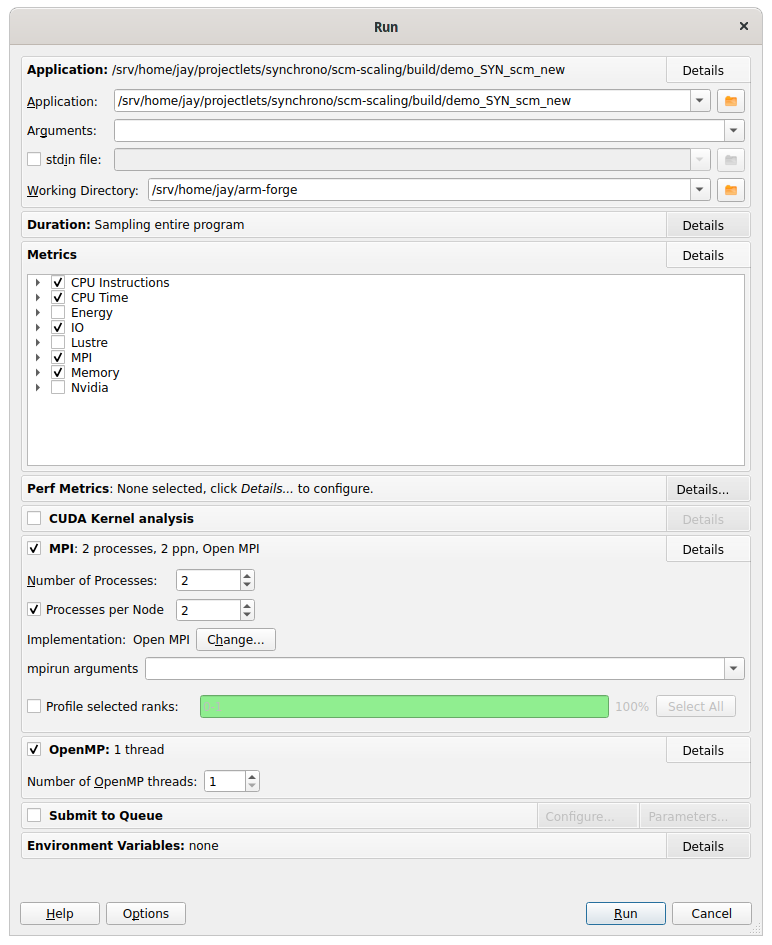 Run
Application: /srv/home/jay/projectlets/synchrono/scm-scaling/build/demo_SYN_scm_new Details
Application: /srv/home/jay/projectlets/synchrono/scm-scaling/build/demo_SYN_scm_new
Arguments:
stdin file:
Working Directory: /srv/home/jay/arm-forge
Duration: Sampling entire program Details
Metrics Details
CPU Instructions
CPU Time
Energy
IO
Lustre
MPI
Memory
Nvidia
Perf Metrics: None selected, click Details... to configure. Details...
CUDA Kernel analysis Details
MPI: 2 processes, 2 ppn, Open MPI Details
Number of Processes: 2
Processes per Node 2
Implementation: Open MPI Change...
mpirun arguments
Profile selected ranks: 0-1 100% Select All
OpenMP: 1 thread Details
Number of OpenMP threads: 1
Submit to Queue Configure... Parameters...
Environment Variables: none Details
Help Options Run Cancel